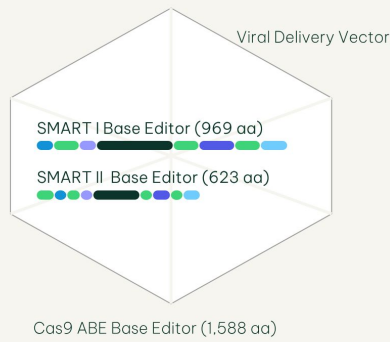 Viral Delivery Vector
SMART I Base Editor (969 aa)
SMART II Base Editor (623 aa)
Cas9 ABE Base Editor (1,588 aa)